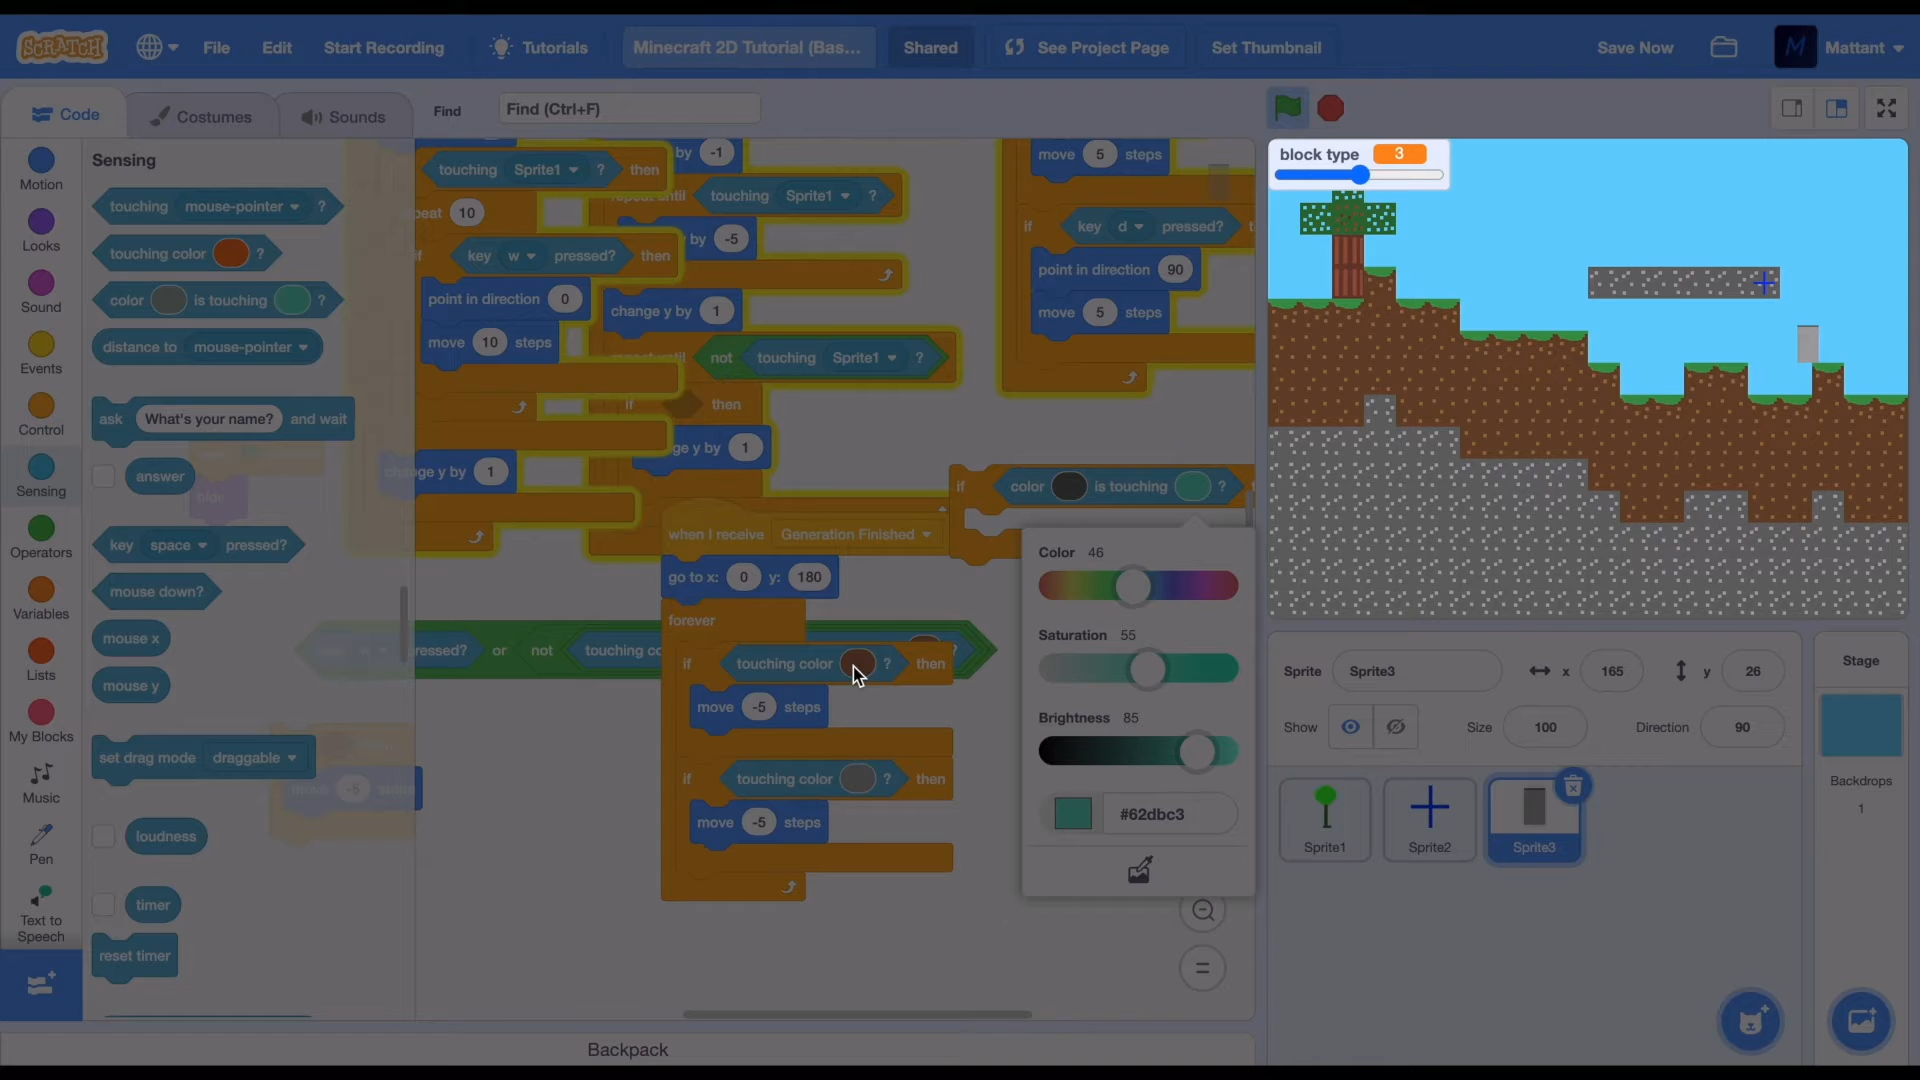 SCRATCH File Edit Start Recording Tutorials Minecraft 2D Tutorial (Bas... Shared See Project Page Set Thumbnail Save Now M Mattant
Code Costumes Sounds Find Find (Ctrl+F)
Motion
Looks
Sound
Events
Control
Sensing
Operators
Variables
Lists
My Blocks
Music
Pen
Text to
Speech
Sensing
touching mouse-pointer ?
touching color ?
color is touching ?
distance to mouse-pointer
ask What's your name? and wait
answer
key space pressed?
mouse down?
mouse x
mouse y
set drag mode draggable
loudness
timer
reset timer
touching Sprite1 ? then
10
key w pressed? then
point in direction 0
move 10 steps
change y by 1
by -1
touching Sprite1 ?
by -5
change y by 1
not touching Sprite1 ?
if then
by 1
move 5 steps
if key d pressed?
point in direction 90
move 5 steps
if color is touching ?
pressed? or not
when I receive Generation Finished
go to x: 0 y: 180
forever
if touching color ? then
move -5 steps
if touching color ? then
move -5 steps
Color 46
Saturation 55
Brightness 85
#62dbc3
Backpack
block type 3
Sprite Sprite3 x 165 y 26
Show Size 100 Direction 90
Sprite1 Sprite2 Sprite3
Stage
Backdrops
1